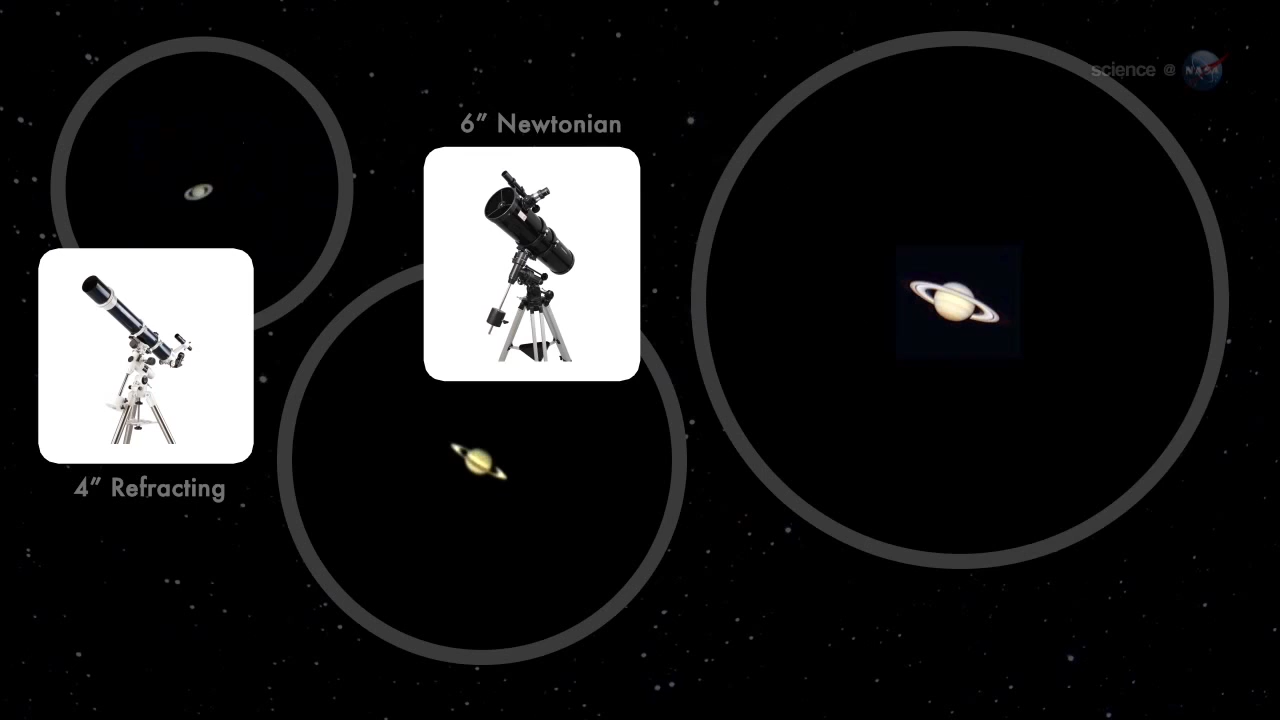 science @ NASA
6” Newtonian
4” Refracting